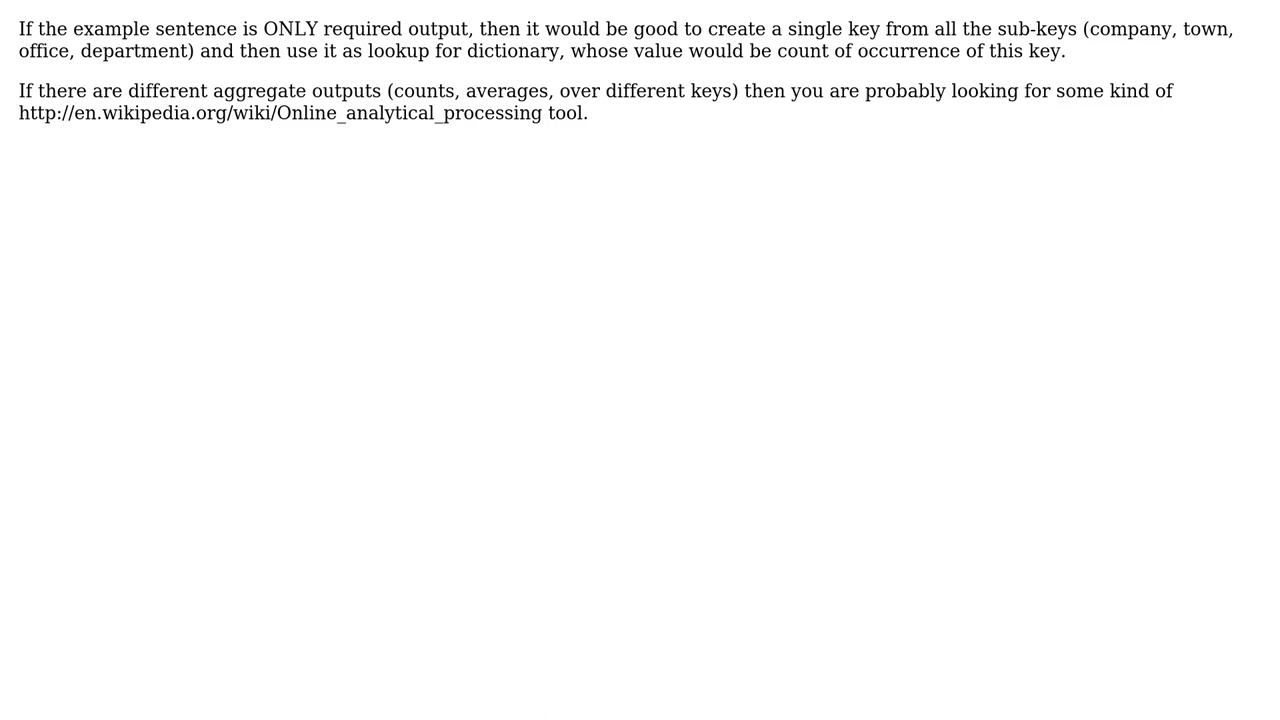 If the example sentence is ONLY required output, then it would be good to create a single key from all the sub-keys (company, town,
office, department) and then use it as lookup for dictionary, whose value would be count of occurrence of this key.
If there are different aggregate outputs (counts, averages, over different keys) then you are probably looking for some kind of
http://en.wikipedia.org/wiki/Online_analytical_processing tool.